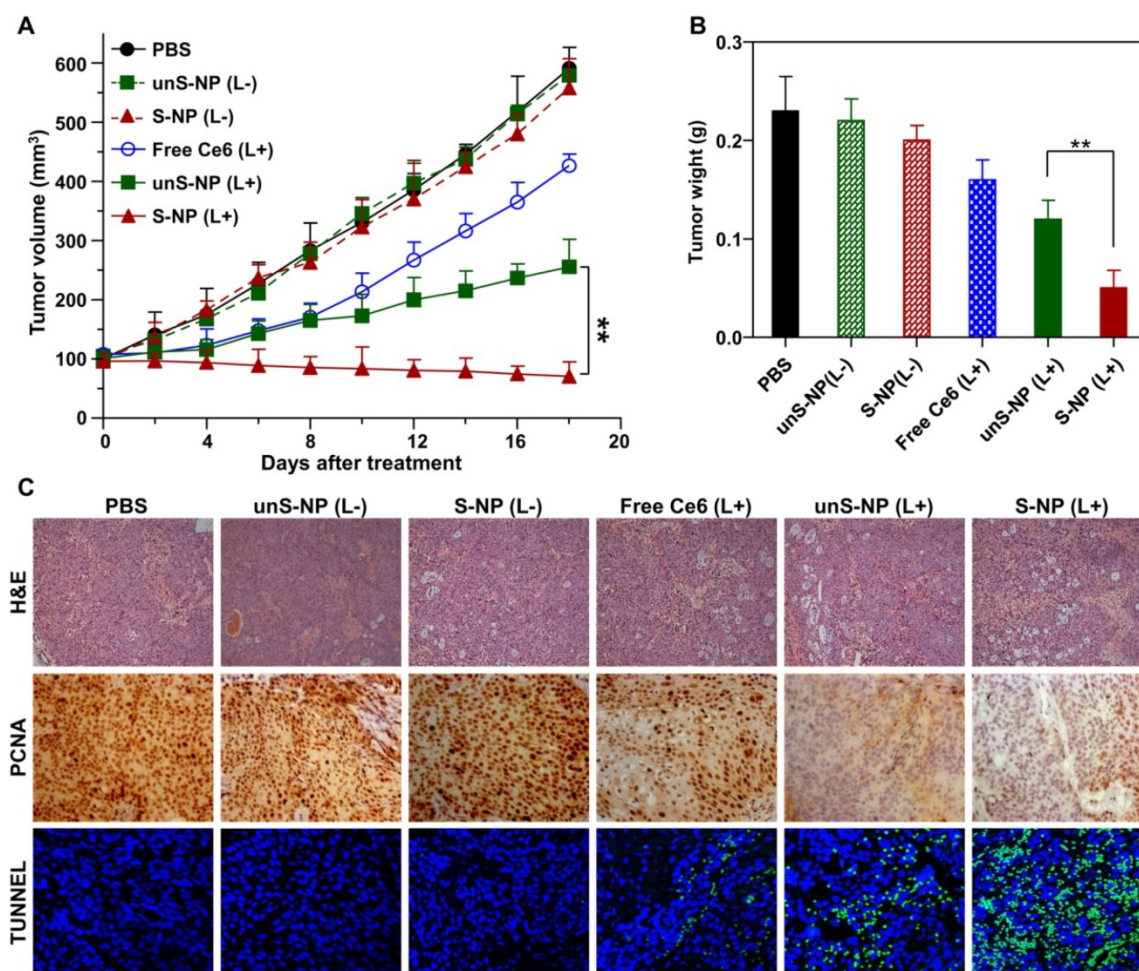 A
PBS
unS-NP (L-)
S-NP (L-)
Free Ce6 (L+)
unS-NP (L+)
S-NP (L+)
Tumor volume (mm³)
600
500
400
300
200
100
0
**
0 4 8 12 16 20
Days after treatment
B
Tumor wight (g)
0.3
0.2
0.1
0.0
**
PBS
unS-NP(L-)
S-NP(L-)
Free Ce6 (L+)
unS-NP (L+)
S-NP (L+)
C
PBS unS-NP (L-) S-NP (L-) Free Ce6 (L+) unS-NP (L+) S-NP (L+)
H&E
PCNA
TUNNEL